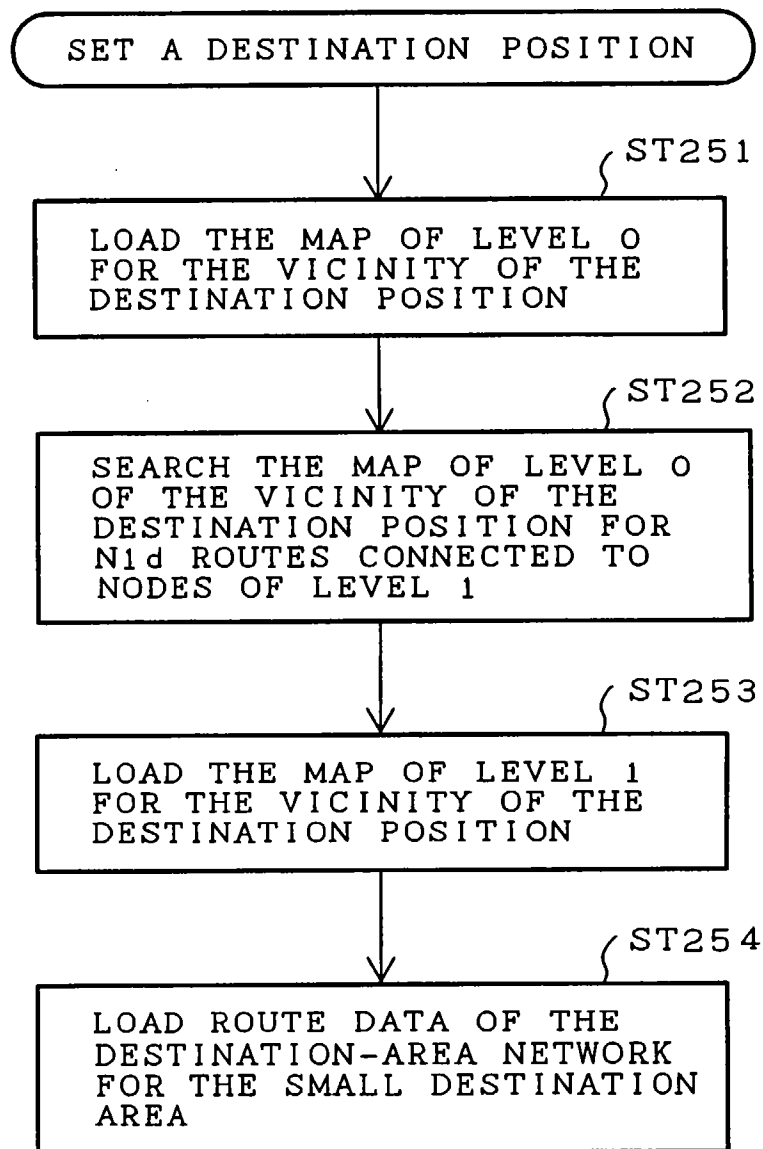 SET A DESTINATION POSITION
ST251
LOAD THE MAP OF LEVEL 0
FOR THE VICINITY OF THE
DESTINATION POSITION
ST252
SEARCH THE MAP OF LEVEL 0
OF THE VICINITY OF THE
DESTINATION POSITION FOR
N1d ROUTES CONNECTED TO
NODES OF LEVEL 1
ST253
LOAD THE MAP OF LEVEL 1
FOR THE VICINITY OF THE
DESTINATION POSITION
ST254
LOAD ROUTE DATA OF THE
DESTINATION-AREA NETWORK
FOR THE SMALL DESTINATION
AREA